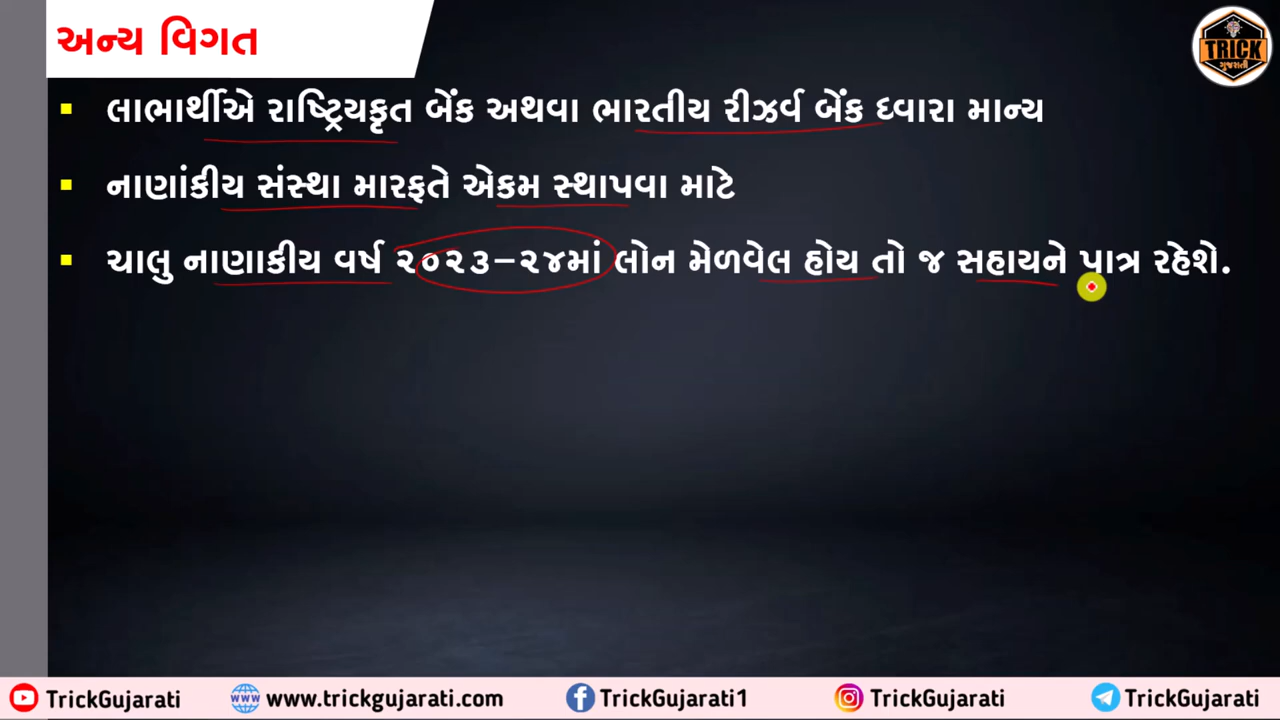 અન્ય વિગત
TRICK
ગુજરાતી
લાભાર્થીએ રાષ્ટ્રિયકૃત બેંક અથવા ભારતીય રીઝર્વ બેંક ધ્વારા માન્ય
નાણાંકીય સંસ્થા મારફતે એકમ સ્થાપવા માટે
ચાલુ નાણાકીય વર્ષ ૨૦૨૩-૨૪માં લોન મેળવેલ હોય તો જ સહાયને પાત્ર રહેશે.
TrickGujarati www.trickgujarati.com TrickGujarati1 TrickGujarati TrickGujarati